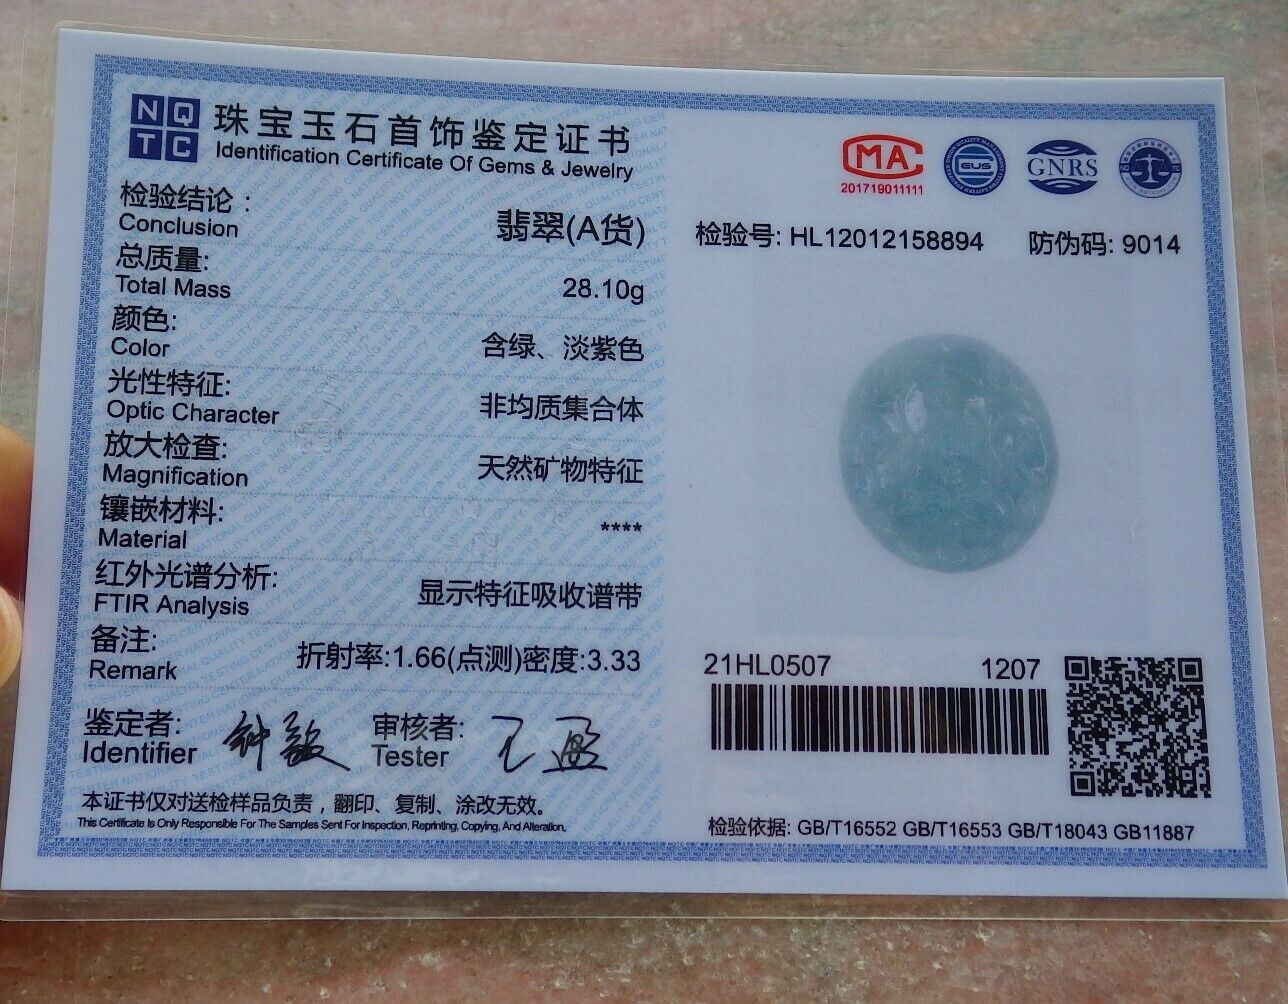 NQ
TC
珠宝玉石首饰鉴定证书
Identification Certificate Of Gems & Jewelry
检验结论:
Conclusion
翡翠(A货)
总质量:
Total Mass
28.10g
颜色:
Color
含绿、淡紫色
光性特征:
Optic Character
非均质集合体
放大检查:
Magnification
天然矿物特征
镶嵌材料:
Material
****
红外光谱分析:
FTIR Analysis
显示特征吸收谱带
备注:
Remark
折射率:1.66(点测)密度:3.33
鉴定者:
Identifier
审核者:
Tester
本证书仅对送检样品负责，翻印、复制、涂改无效。
This Certificate Is Only Responsible For The Samples Sent For Inspection, Reprinting, Copying, And Alteration.
MA
201719011111
EUS
GNRS
检验号: HL12012158894 防伪码: 9014
21HL0507 1207
检验依据: GB/T16552 GB/T16553 GB/T18043 GB11887